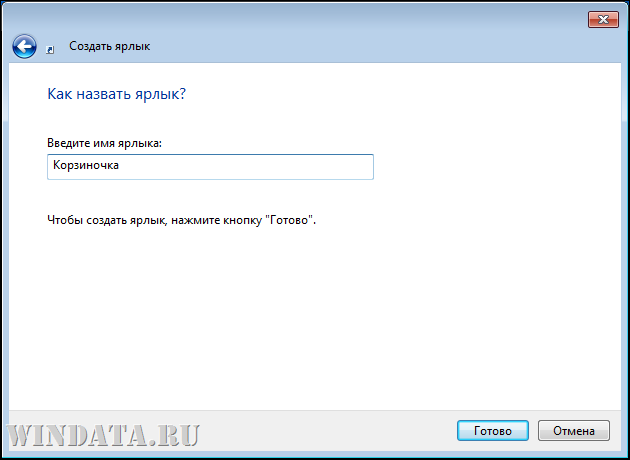 Создать ярлык
Как назвать ярлык?
Введите имя ярлыка:
Корзиночка
Чтобы создать ярлык, нажмите кнопку "Готово".
Готово
Отмена
WINDATA.RU